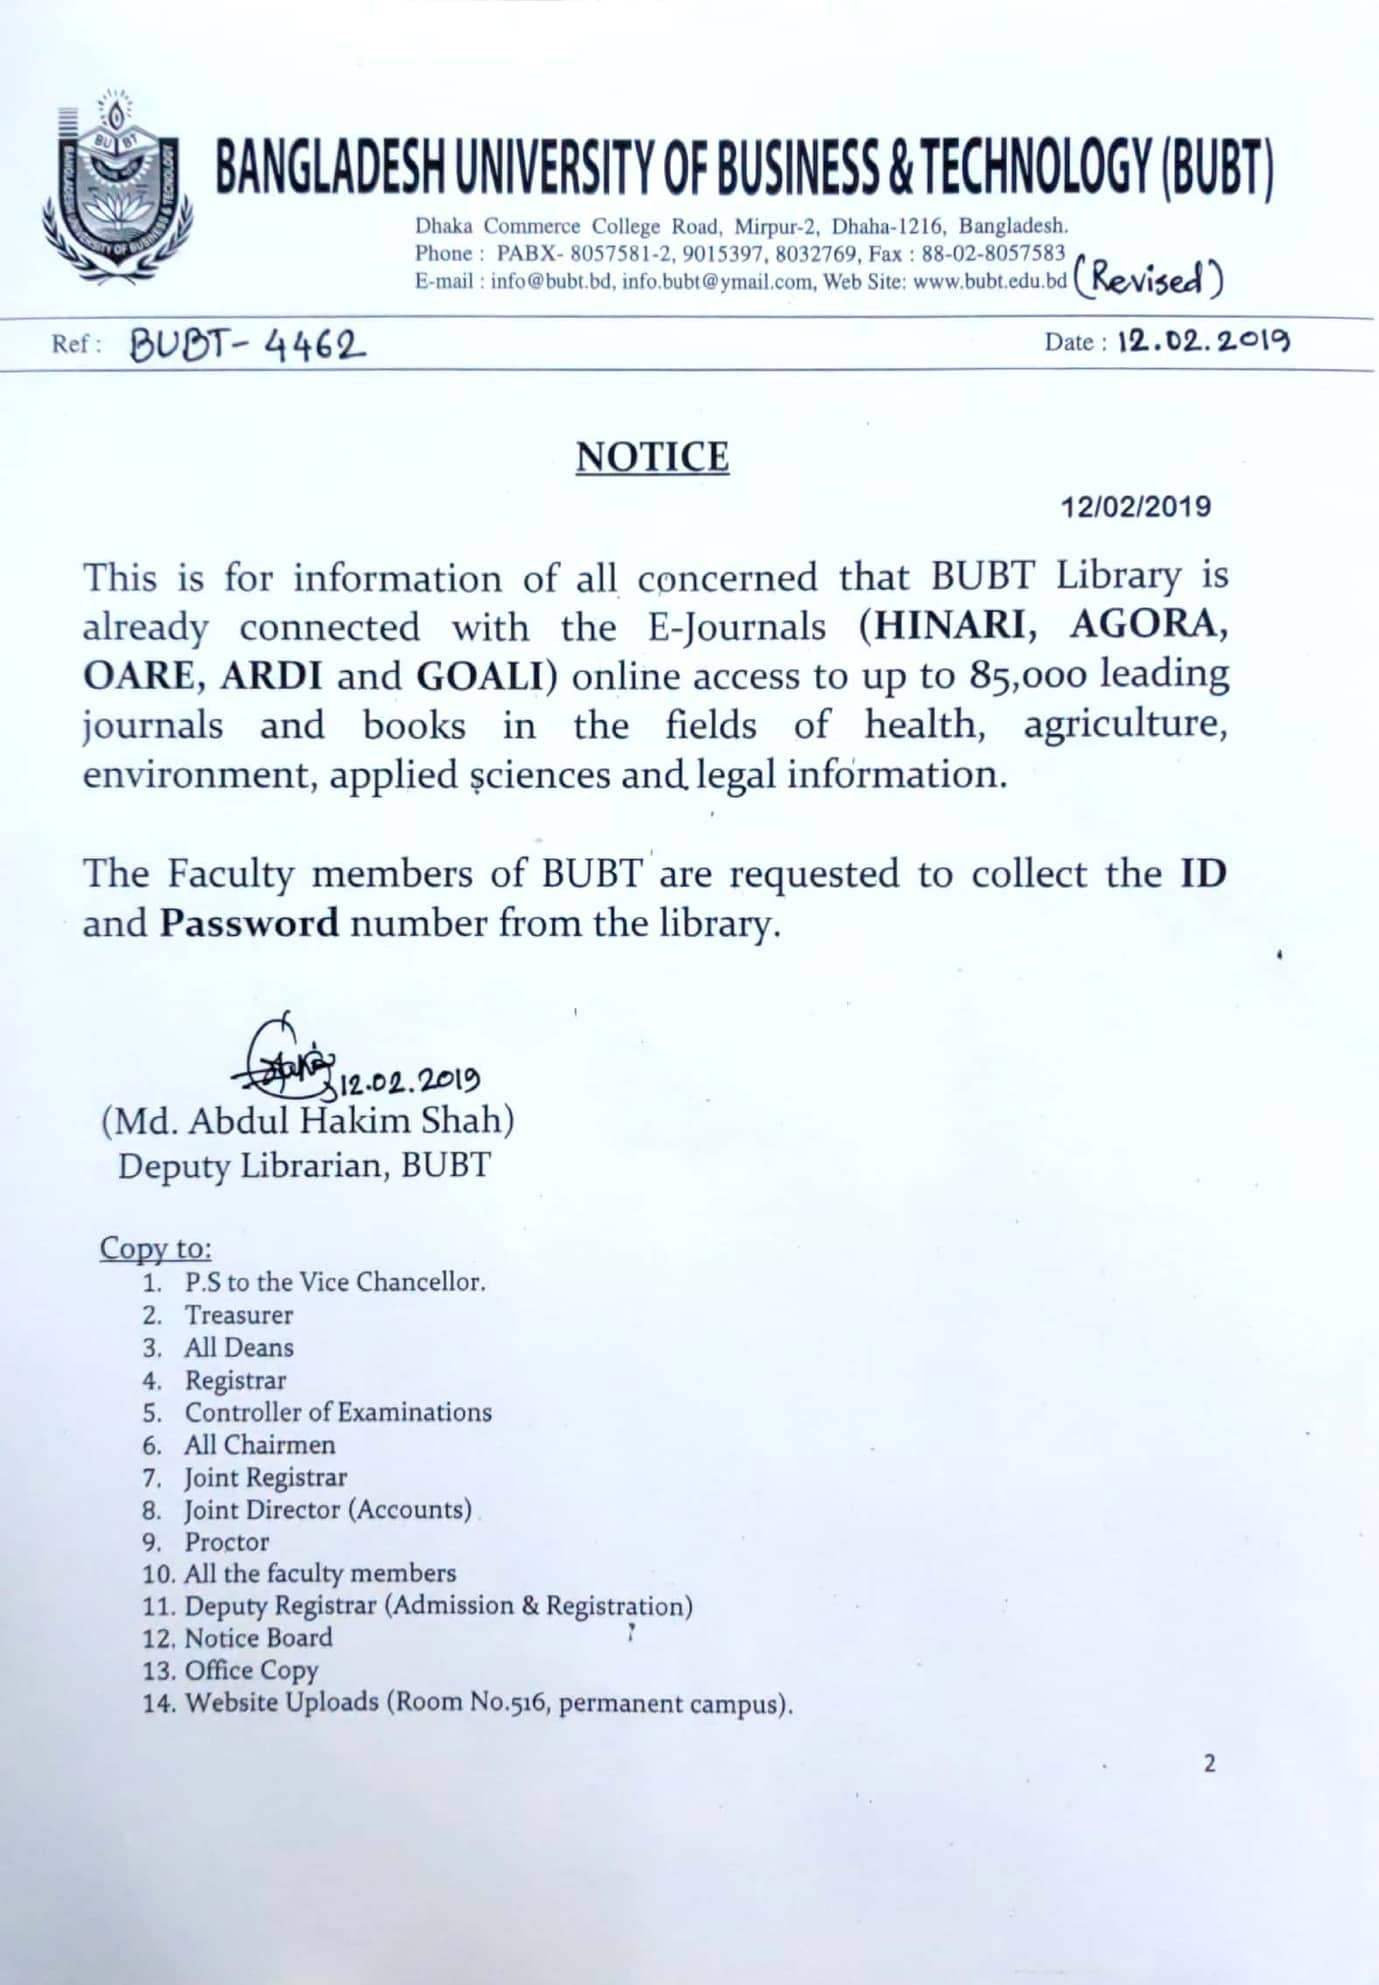 BANGLADESH UNIVERSITY OF BUSINESS & TECHNOLOGY
BU BT
BANGLADESH UNIVERSITY OF BUSINESS & TECHNOLOGY (BUBT)
Dhaka Commerce College Road, Mirpur-2, Dhaha-1216, Bangladesh.
Phone : PABX- 8057581-2, 9015397, 8032769, Fax : 88-02-8057583
E-mail : info@bubt.bd, info.bubt@ymail.com, Web Site: www.bubt.edu.bd (Revised)
Ref : BUBT- 4462 Date : 12.02.2019
NOTICE
12/02/2019
This is for information of all concerned that BUBT Library is
already connected with the E-Journals (HINARI, AGORA,
OARE, ARDI and GOALI) online access to up to 85,000 leading
journals and books in the fields of health, agriculture,
environment, applied sciences and legal information.
The Faculty members of BUBT are requested to collect the ID
and Password number from the library.
12.02.2019
(Md. Abdul Hakim Shah)
Deputy Librarian, BUBT
Copy to:
1. P.S to the Vice Chancellor.
2. Treasurer
3. All Deans
4. Registrar
5. Controller of Examinations
6. All Chairmen
7. Joint Registrar
8. Joint Director (Accounts)
9. Proctor
10. All the faculty members
11. Deputy Registrar (Admission & Registration)
12. Notice Board
13. Office Copy
14. Website Uploads (Room No.516, permanent campus).
2